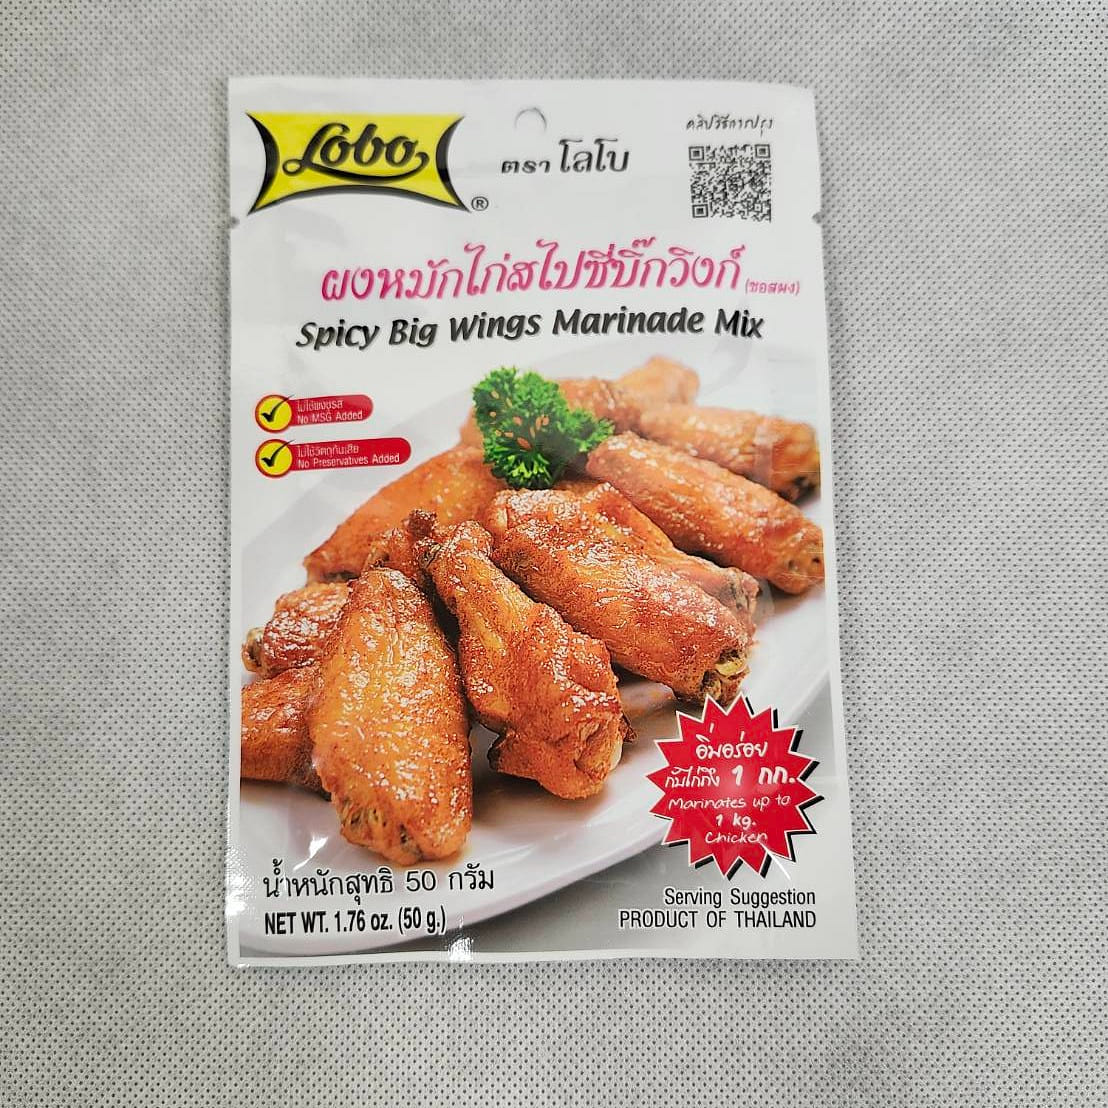 Lobo
®
ตรา โลโบ
คลิปวิธีการปรุง
ผงหมักไก่สไปซี่บิ๊กวิงก์ (ซอสผง)
Spicy Big Wings Marinade Mix
ไม่ใช้ผงชูรส
No MSG Added
ไม่ใช้วัตถุกันเสีย
No Preservatives Added
อิ่มอร่อย
กับไก่ถึง 1 กก.
Marinates up to
1 kg.
Chicken
น้ำหนักสุทธิ 50 กรัม
NET WT. 1.76 oz. (50 g.)
Serving Suggestion
PRODUCT OF THAILAND